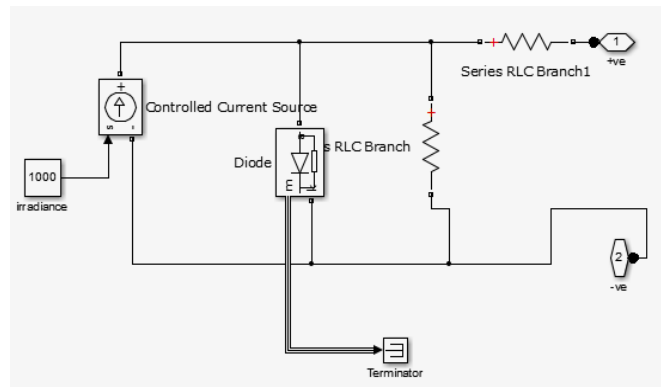 1
+ve
Series RLC Branch1
+
Controlled Current Source
s
-
s RLC Branch
Diode
E
1000
irradiance
2
-ve
Terminator